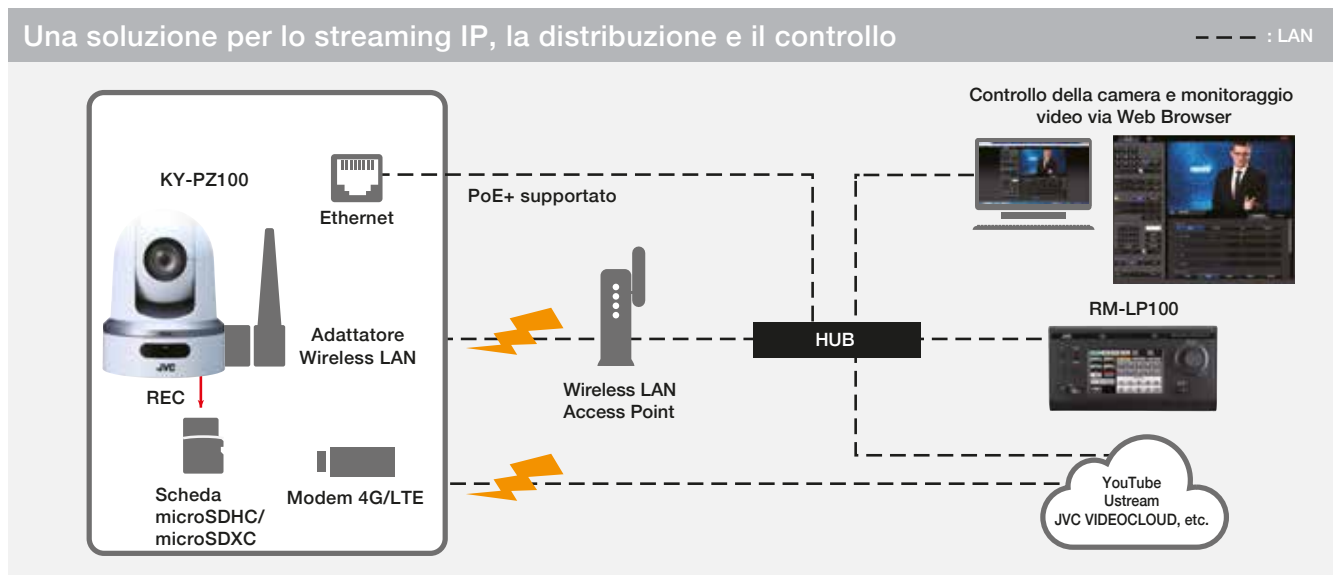 Una soluzione per lo streaming IP, la distribuzione e il controllo
: LAN
KY-PZ100
Ethernet
PoE+ supportato
Controllo della camera e monitoraggio
video via Web Browser
JVC
Adattatore
Wireless LAN
REC
Wireless LAN
Access Point
HUB
RM-LP100
Scheda
microSDHC/
microSDXC
Modem 4G/LTE
YouTube
Ustream
JVC VIDEOCLOUD, etc.